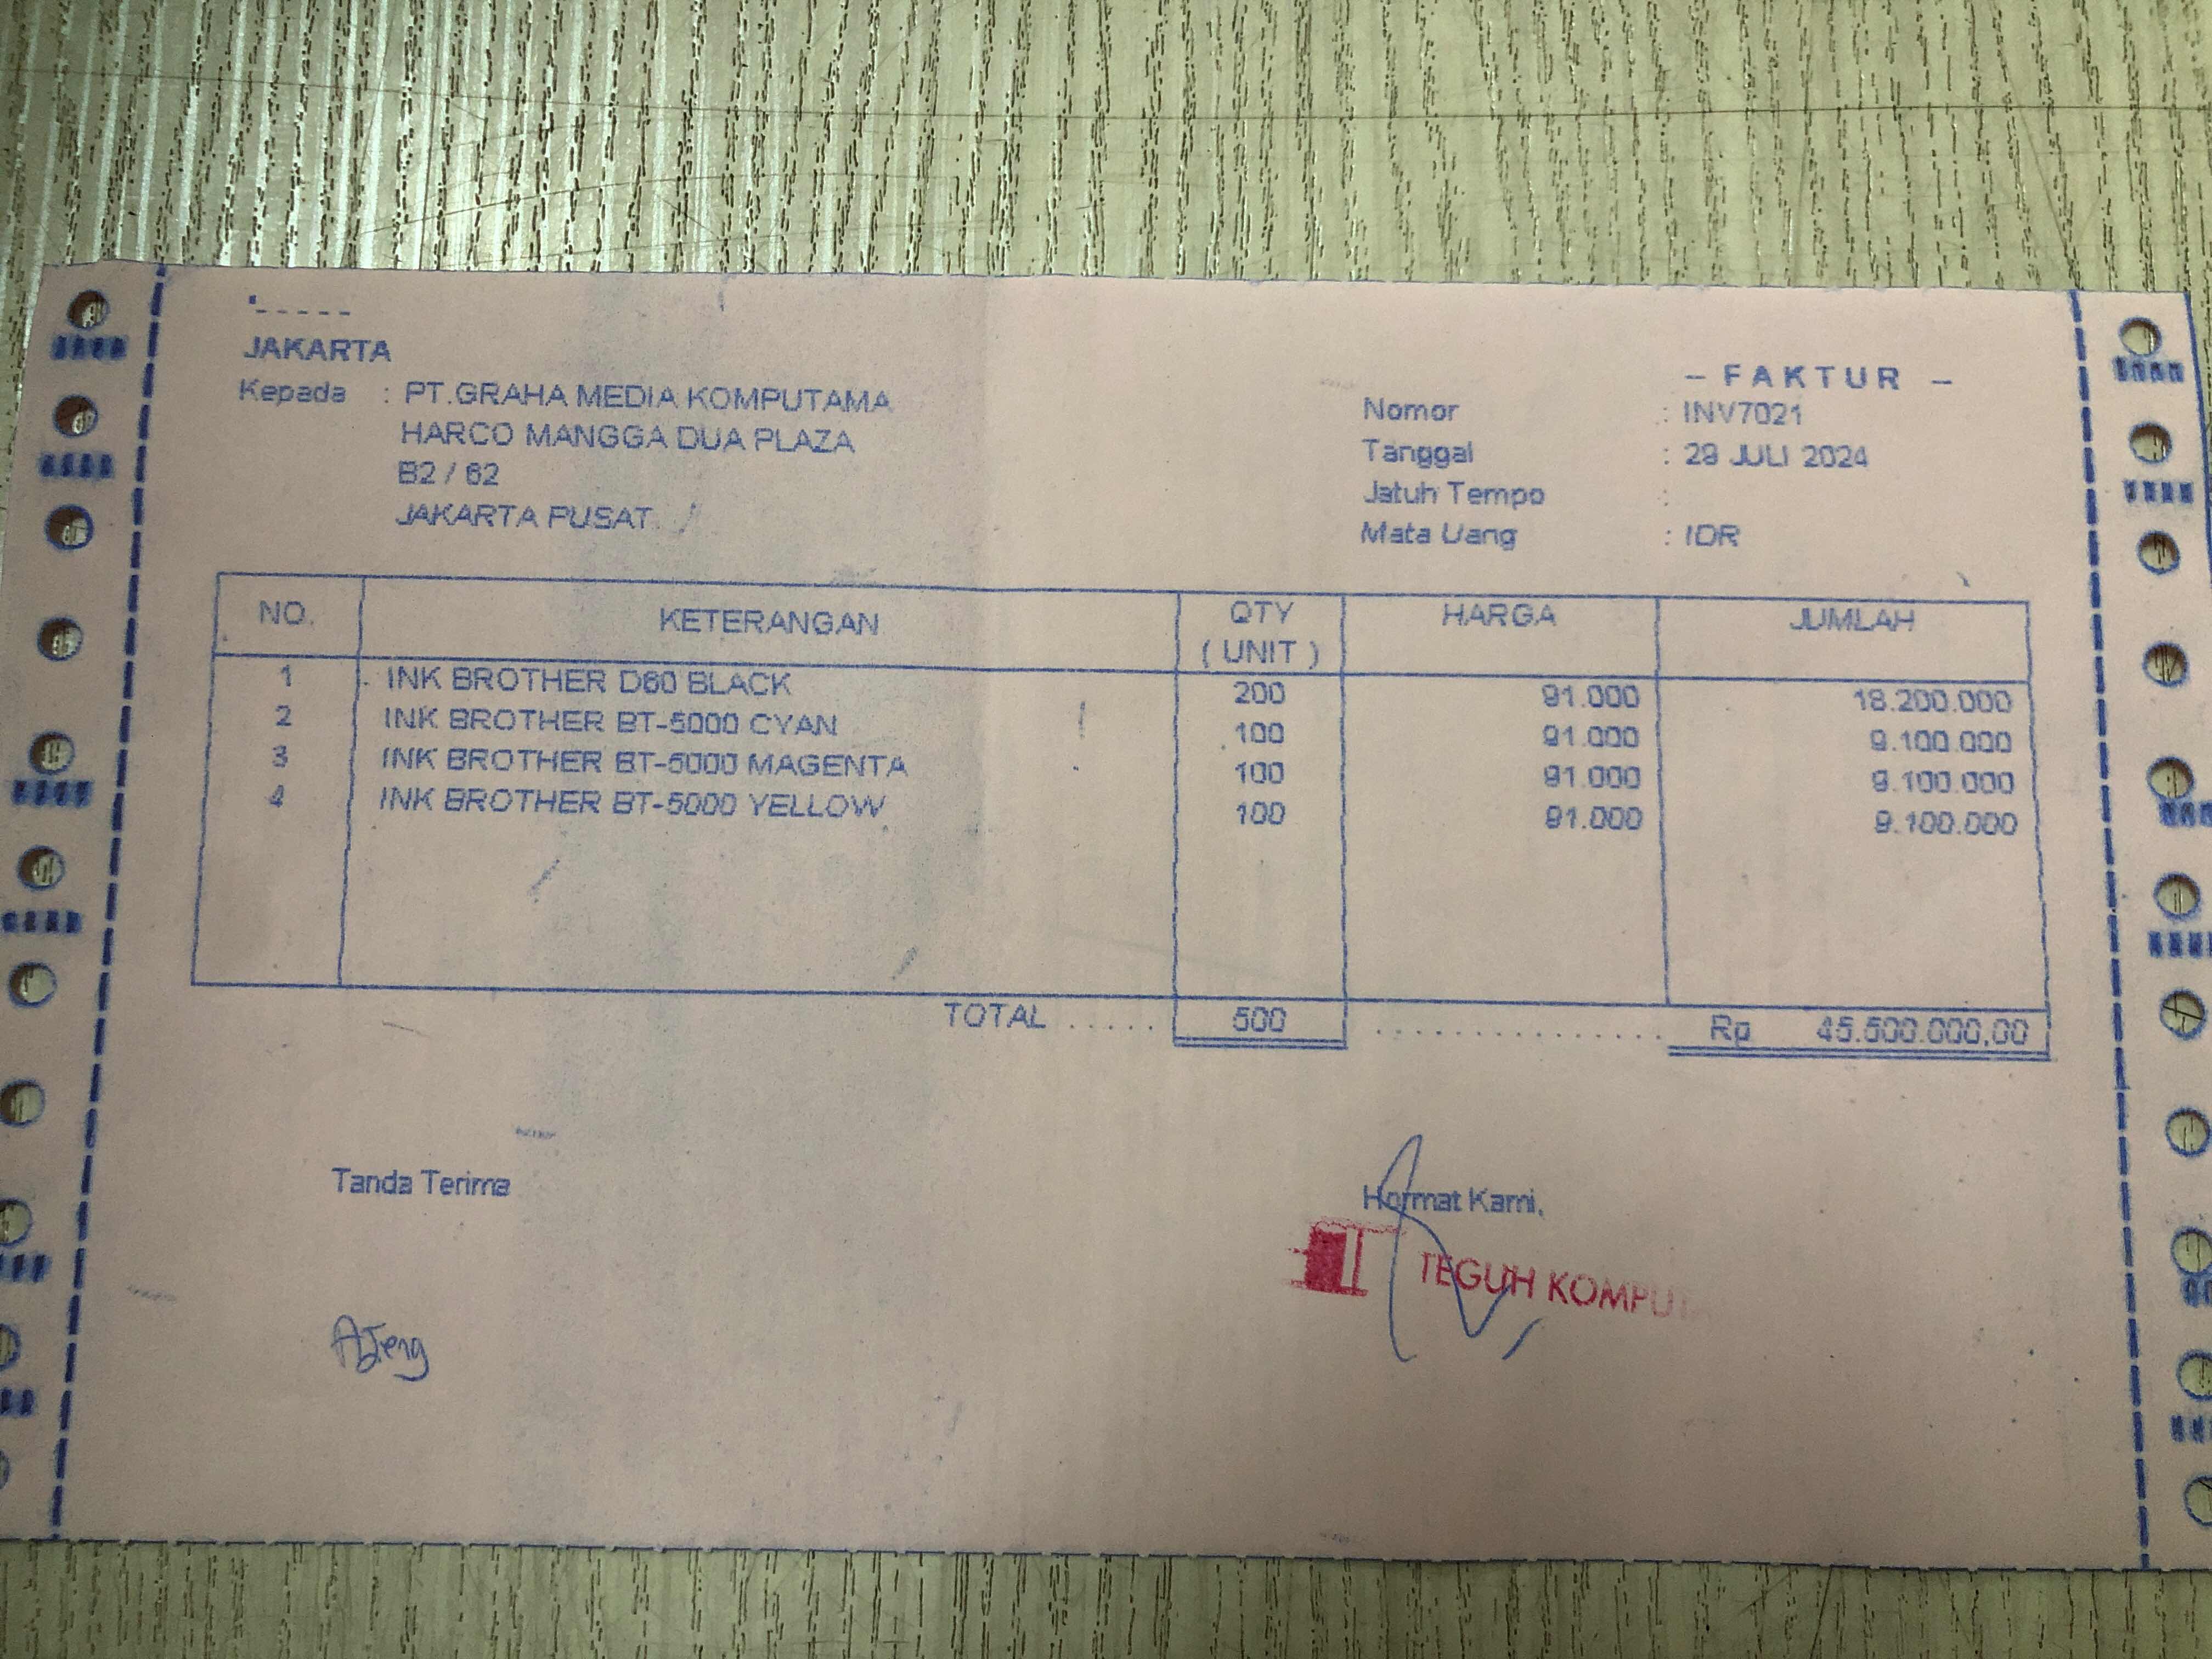 JAKARTA
Kepada : PT.GRAHA MEDIA KOMPUTAMA
HARCO MANGGA DUA PLAZA
B2 / 62
JAKARTA PUSAT
– FAKTUR –
Nomor : INV7021
Tanggal : 29 JULI 2024
Jatuh Tempo :
Mata Uang : IDR
NO. KETERANGAN QTY ( UNIT ) HARGA JUMLAH
1 INK BROTHER D60 BLACK 200 91.000 18.200.000
2 INK BROTHER BT-5000 CYAN 100 91.000 9.100.000
3 INK BROTHER BT-5000 MAGENTA 100 91.000 9.100.000
4 INK BROTHER BT-5000 YELLOW 100 91.000 9.100.000
TOTAL ..... 500 .............. Rp 45.500.000,00
Tanda Terima
Hormat Kami,
TEGUH KOMPUT
Ajeng